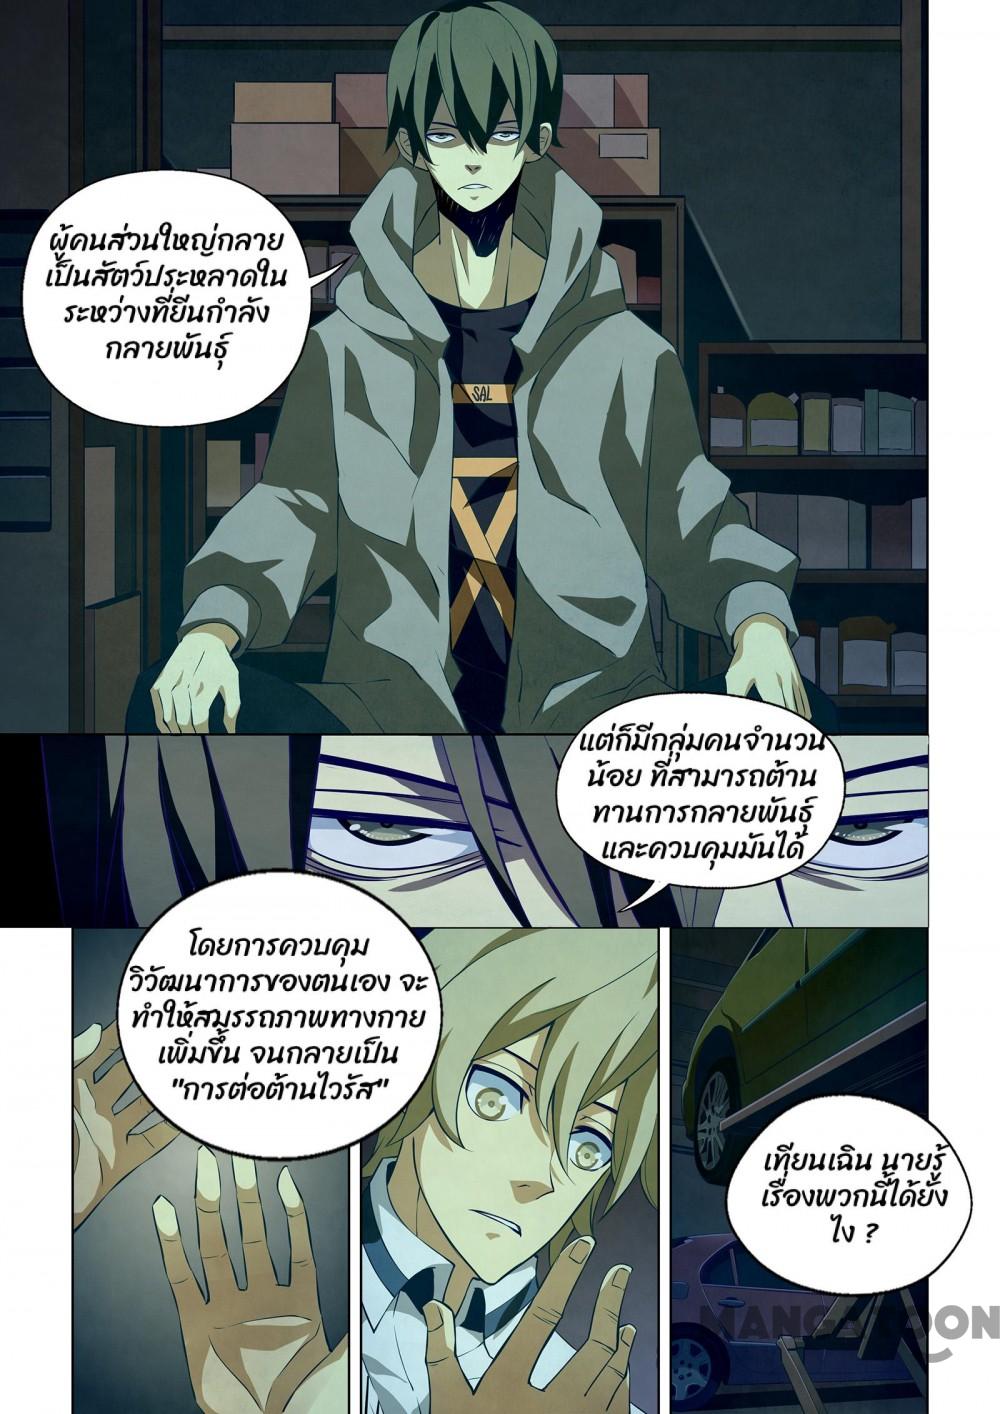 ผู้คนส่วนใหญ่กลาย
เป็นสัตว์ประหลาดใน
ระหว่างที่ยีนกำลัง
กลายพันธุ์
SAL
แต่ก็มีกลุ่มคนจำนวน
น้อย ที่สามารถต้าน
ทานการกลายพันธุ์
และควบคุมมันได้
โดยการควบคุม
วิวัฒนาการของตนเอง จะ
ทำให้สมรรถภาพทางกาย
เพิ่มขึ้น จนกลายเป็น
"การต่อต้านไวรัส"
เทียนเฉิน นายรู้
เรื่องพวกนี้ได้ยัง
ไง ?
MANGATOON